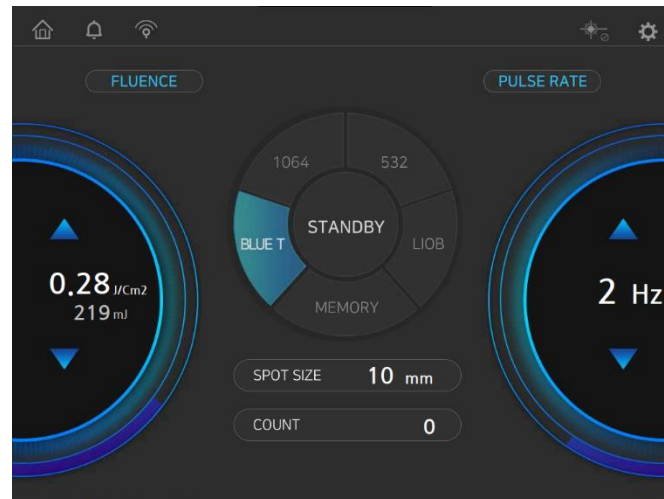 FLUENCE
PULSE RATE
1064
532
BLUE T
STANDBY
LIOB
MEMORY
0.28 J/Cm2
219 mJ
2 Hz
SPOT SIZE 10 mm
COUNT 0